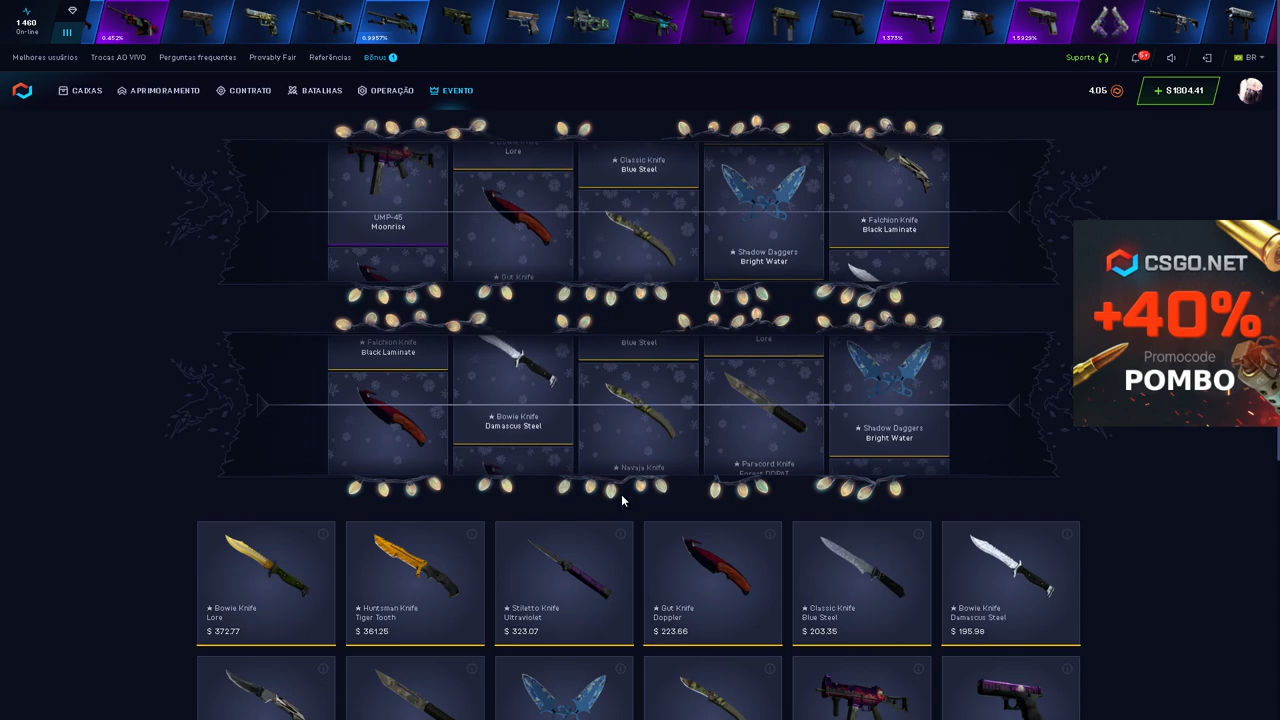 1 460
On-line
0.452%
0.9957%
1.373%
1.5929%
Melhores usuários
Trocas AO VIVO
Perguntas frequentes
Provably Fair
Referências
Bônus
Suporte
5+
BR
CAIXAS
APRIMORAMENTO
CONTRATO
BATALHAS
OPERAÇÃO
EVENTO
4.05
+ $ 1804.41
UMP-45
Moonrise
Lore
★ Gut Knife
★ Classic Knife
Blue Steel
★ Shadow Daggers
Bright Water
★ Falchion Knife
Black Laminate
CSGO.NET
+40%
Promocode
POMBO
★ Falchion Knife
Black Laminate
★ Bowie Knife
Damascus Steel
Blue Steel
★ Navaja Knife
Lore
★ Paracord Knife
Forest DDPAT
★ Shadow Daggers
Bright Water
★ Bowie Knife
Lore
$ 372.77
★ Huntsman Knife
Tiger Tooth
$ 361.25
★ Stiletto Knife
Ultraviolet
$ 323.07
★ Gut Knife
Doppler
$ 223.66
★ Classic Knife
Blue Steel
$ 203.35
★ Bowie Knife
Damascus Steel
$ 195.98